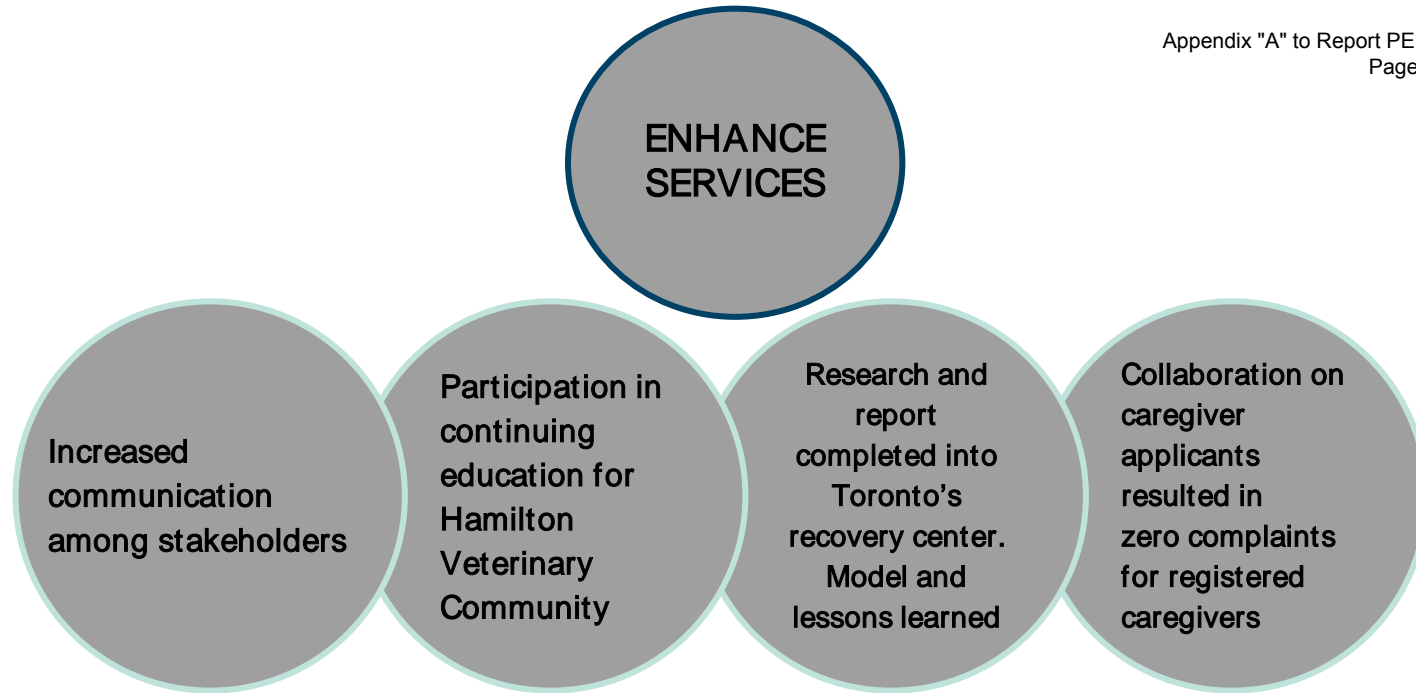 Appendix "A" to Report PE
Page
ENHANCE
SERVICES
Increased
communication
among stakeholders
Participation in
continuing
education for
Hamilton
Veterinary
Community
Research and
report
completed into
Toronto’s
recovery center.
Model and
lessons learned
Collaboration on
caregiver
applicants
resulted in
zero complaints
for registered
caregivers